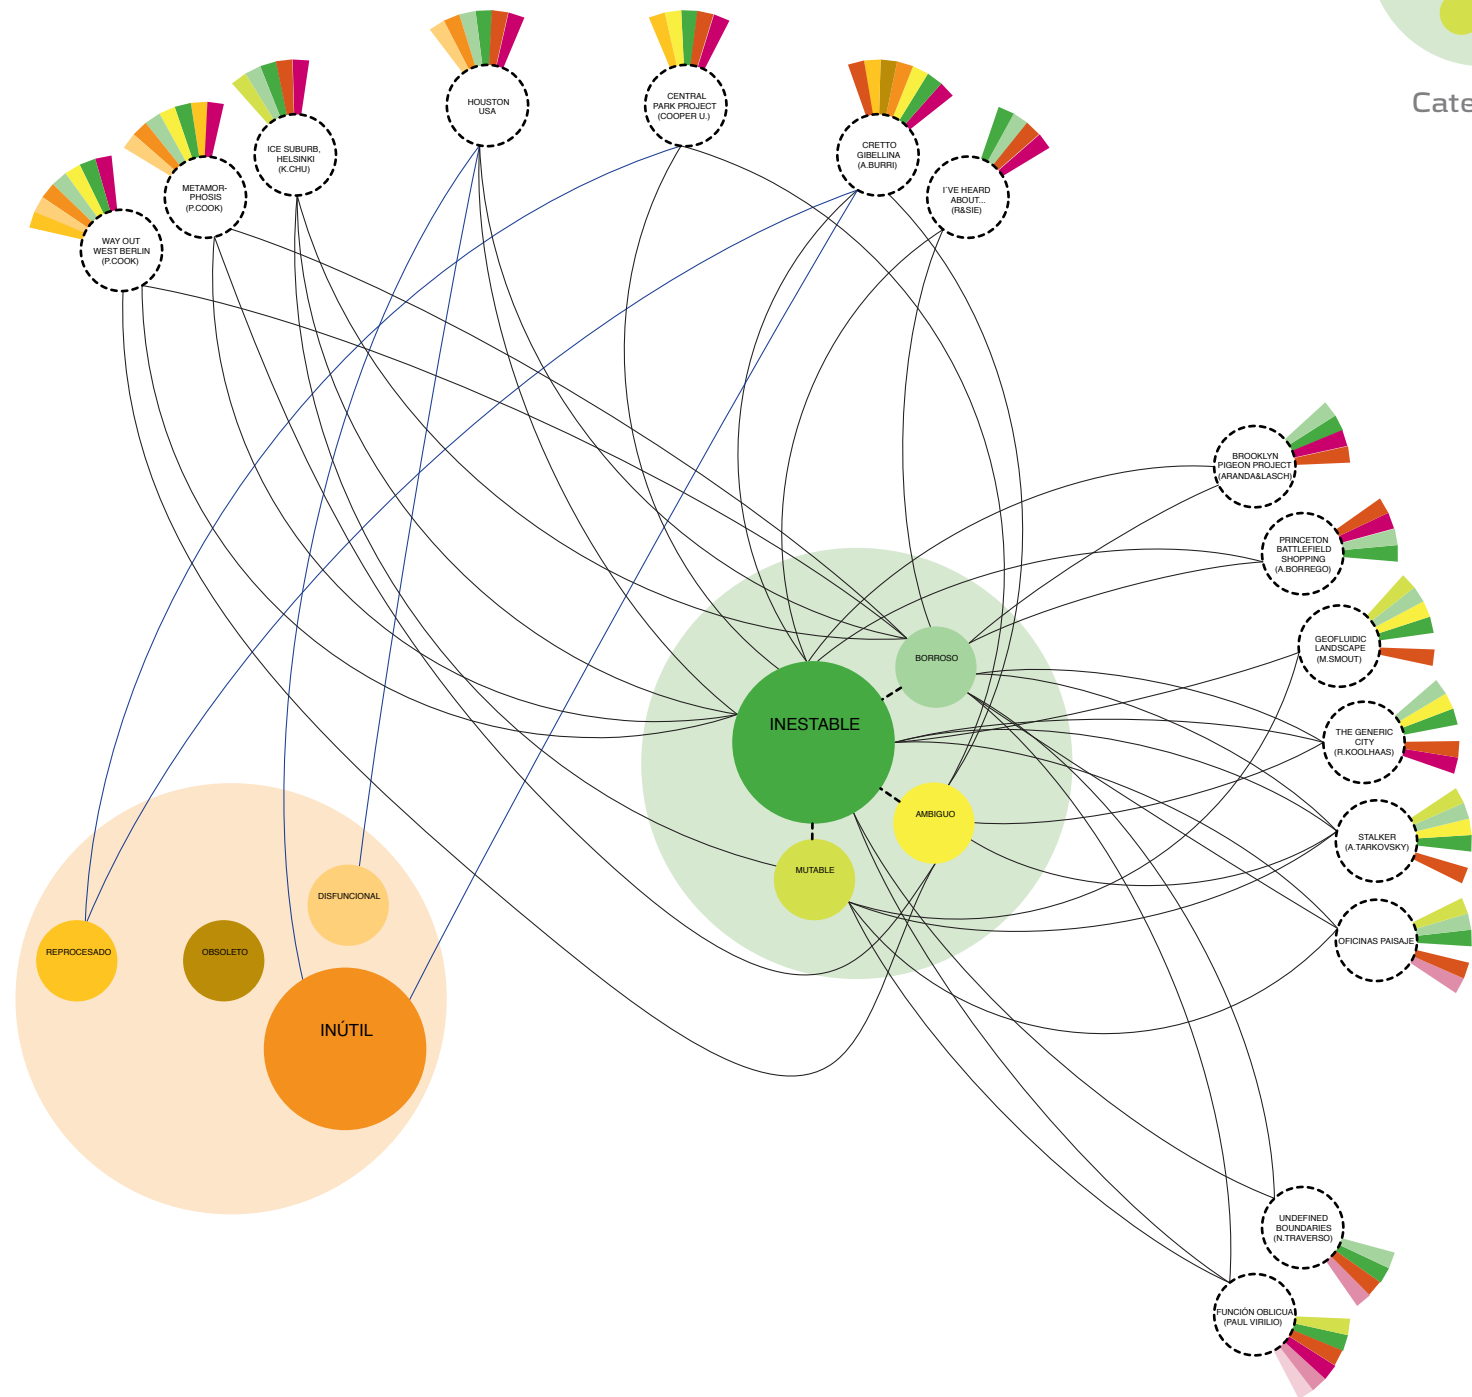 Cate
HOUSTON
USA
CENTRAL
PARK PROJECT
(COOPER U.)
ICE SUBURB,
HELSINKI
(K.CHU)
CRETTO
GIBELLINA
(A.BURRI)
METAMOR-
PHOSIS
(P.COOK)
I´VE HEARD
ABOUT...
(R&SIE)
WAY OUT
WEST BERLIN
(P.COOK)
BROOKLYN
PIGEON PROJECT
(ARANDA&LASCH)
PRINCETON
BATTLEFIELD
SHOPPING
(A.BORREGO)
GEOFLUIDIC
LANDSCAPE
(M.SMOUT)
BORROSO
INESTABLE
THE GENERIC
CITY
(R.KOOLHAAS)
AMBIGUO
STALKER
(A.TARKOVSKY)
MUTABLE
DISFUNCIONAL
OFICINAS PAISAJE
REPROCESADO
OBSOLETO
INÚTIL
UNDEFINED
BOUNDARIES
(N.TRAVERSO)
FUNCIÓN OBLICUA
(PAUL VIRILIO)